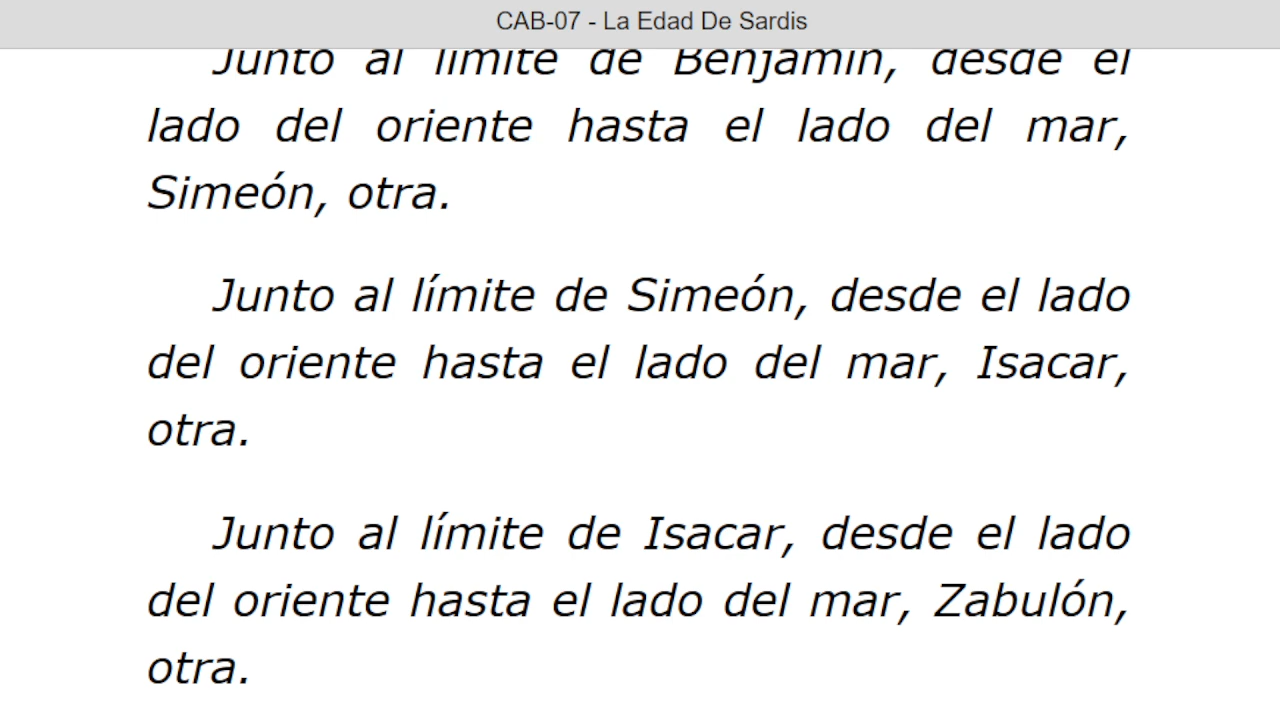 CAB-07 - La Edad De Sardis
Junto al límite de Benjamín, desde el
lado del oriente hasta el lado del mar,
Simeón, otra.
Junto al límite de Simeón, desde el lado
del oriente hasta el lado del mar, Isacar,
otra.
Junto al límite de Isacar, desde el lado
del oriente hasta el lado del mar, Zabulón,
otra.